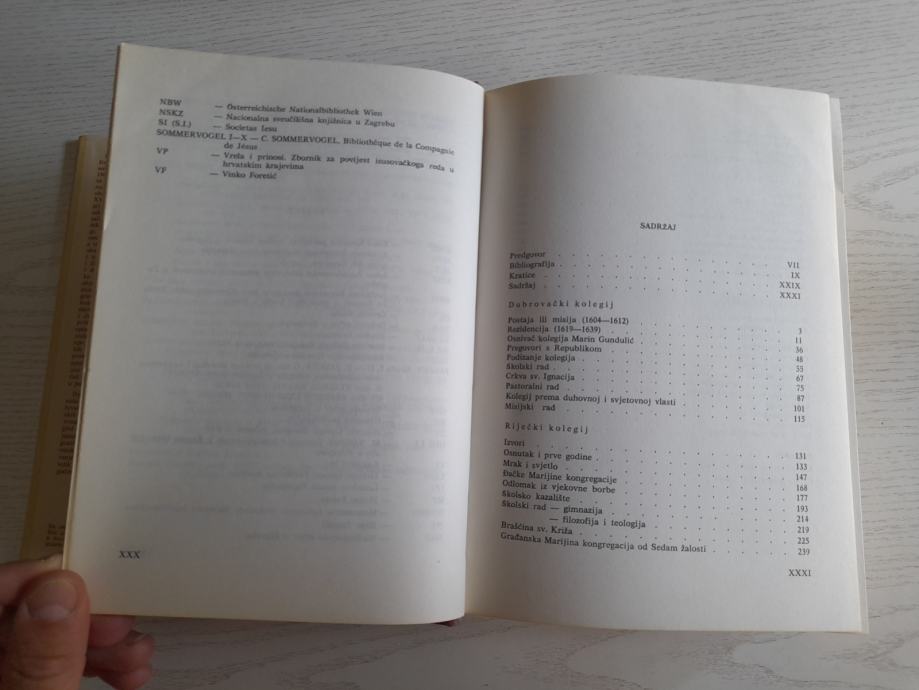 NBW — Österreichische Nationalbibliothek Wien
NSKZ — Nacionalna sveučilišna knjižnica u Zagrebu
SI (S.I.) — Societas Iesu
SOMMERVOGEL I—X — C. SOMMERVOGEL, Bibliothéque de la Compagnie
de Jésus
VP — Vrela i prinosi. Zbornik za povijest isusovačkoga reda u
hrvatskim krajevima
VF — Vinko Foretić
XXX
SADRŽAJ
Predgovor . . . VII
Bibliografija . . . IX
Kratice . . . XXIX
Sadržaj . . . XXXI
Dubrovački kolegij
Postaja ili misija (1604—1612) . . . 3
Rezidencija (1619—1639) . . . 11
Osnivač kolegija Marin Gundulić . . . 36
Pregovori s Republikom . . . 48
Podizanje kolegija . . . 55
Školski rad . . . 67
Crkva sv. Ignacija . . . 75
Pastoralni rad . . . 87
Kolegij prema duhovnoj i svjetovnoj vlasti . . . 101
Misijski rad . . . 115
Riječki kolegij
Izvori . . . 131
Osnutak i prve godine . . . 133
Mrak i svjetlo . . . 147
Đačke Marijine kongregacije . . . 168
Odlomak iz vjekovne borbe . . . 177
Školsko kazalište . . . 193
Školski rad — gimnazija . . . 214
— filozofija i teologija . . . 219
Brašćina sv. Križa . . . 225
Građanska Marijina kongregacija od Sedam žalosti . . . 239
XXXI